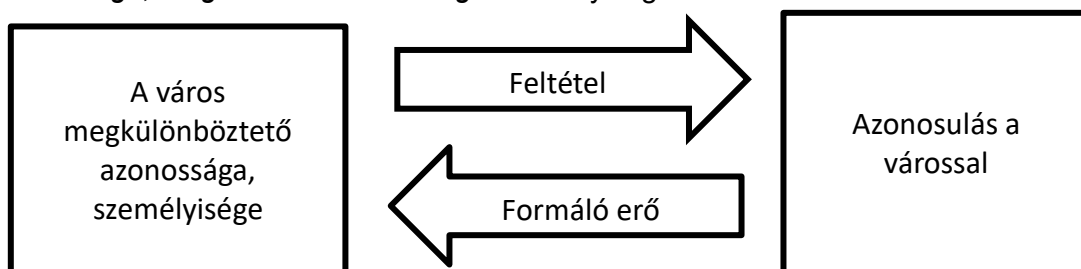 A város
megkülönböztető
azonossága,
személyisége
Feltétel
Formáló erő
Azonosulás a
várossal